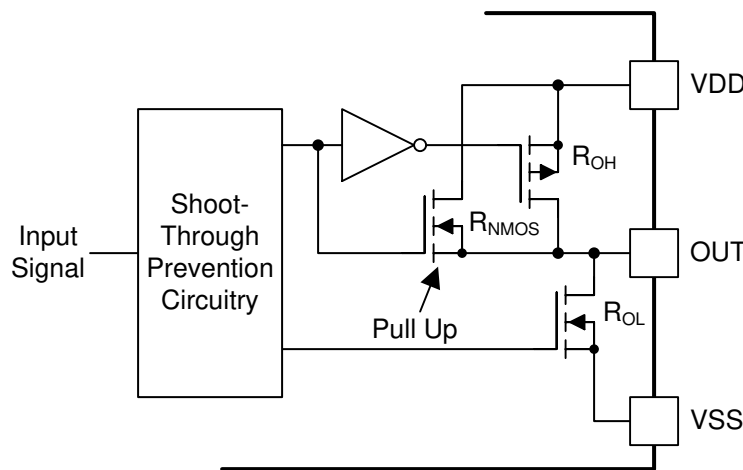 VDD
R_OH
Shoot-
Through
Prevention
Circuitry
R_NMOS
Input
Signal
OUT
Pull Up
R_OL
VSS